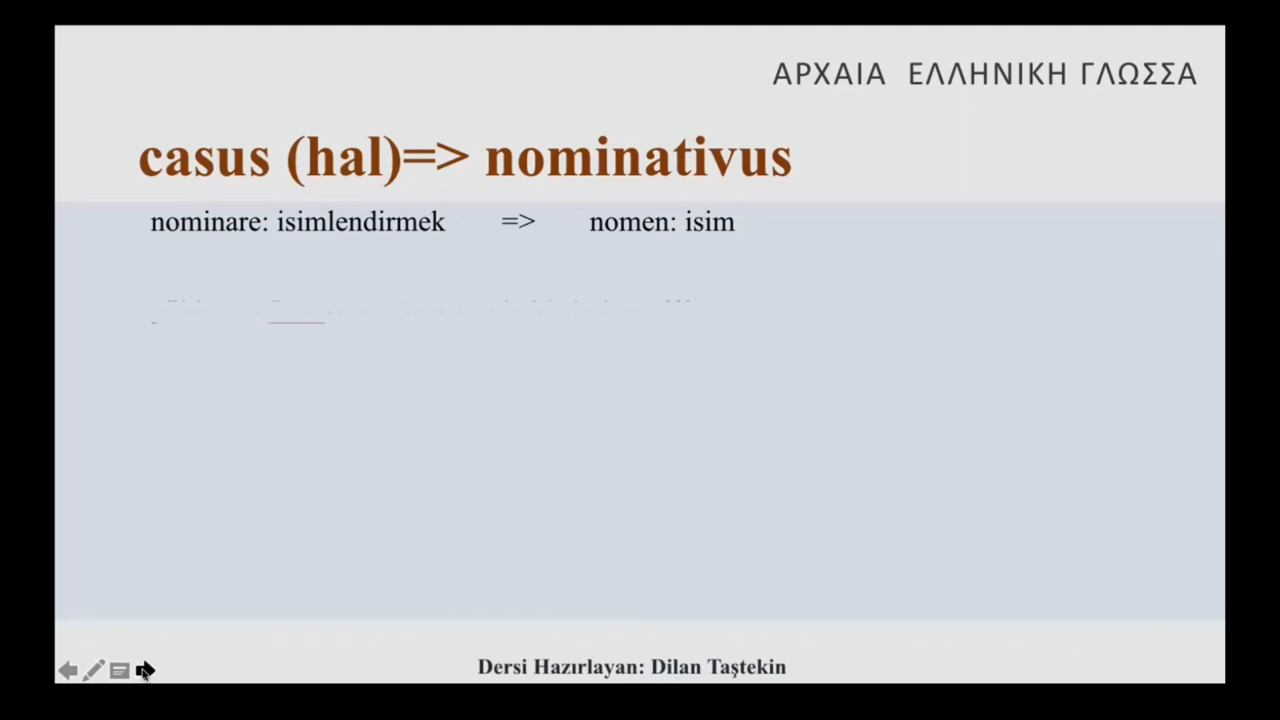 ΑΡΧΑΙΑ ΕΛΛΗΝΙΚΗ ΓΛΩΣΣΑ
casus (hal)=> nominativus
nominare: isimlendirmek => nomen: isim
Dersi Hazırlayan: Dilan Taştekin